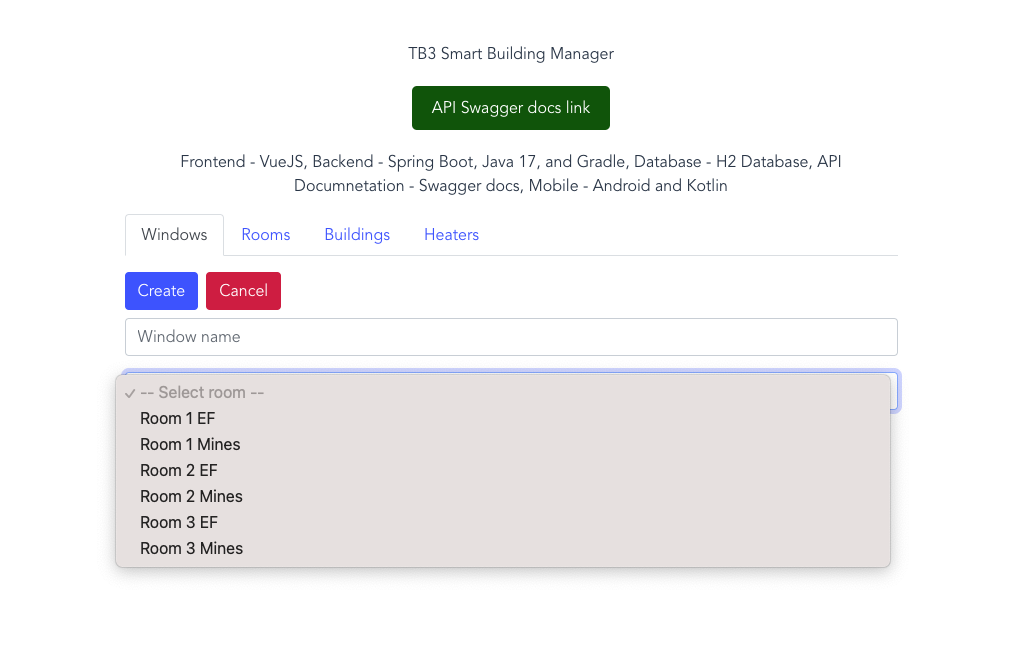 TB3 Smart Building Manager
API Swagger docs link
Frontend - VueJS, Backend - Spring Boot, Java 17, and Gradle, Database - H2 Database, API
Documnetation - Swagger docs, Mobile - Android and Kotlin
Windows Rooms Buildings Heaters
Create Cancel
Window name
-- Select room --
Room 1 EF
Room 1 Mines
Room 2 EF
Room 2 Mines
Room 3 EF
Room 3 Mines